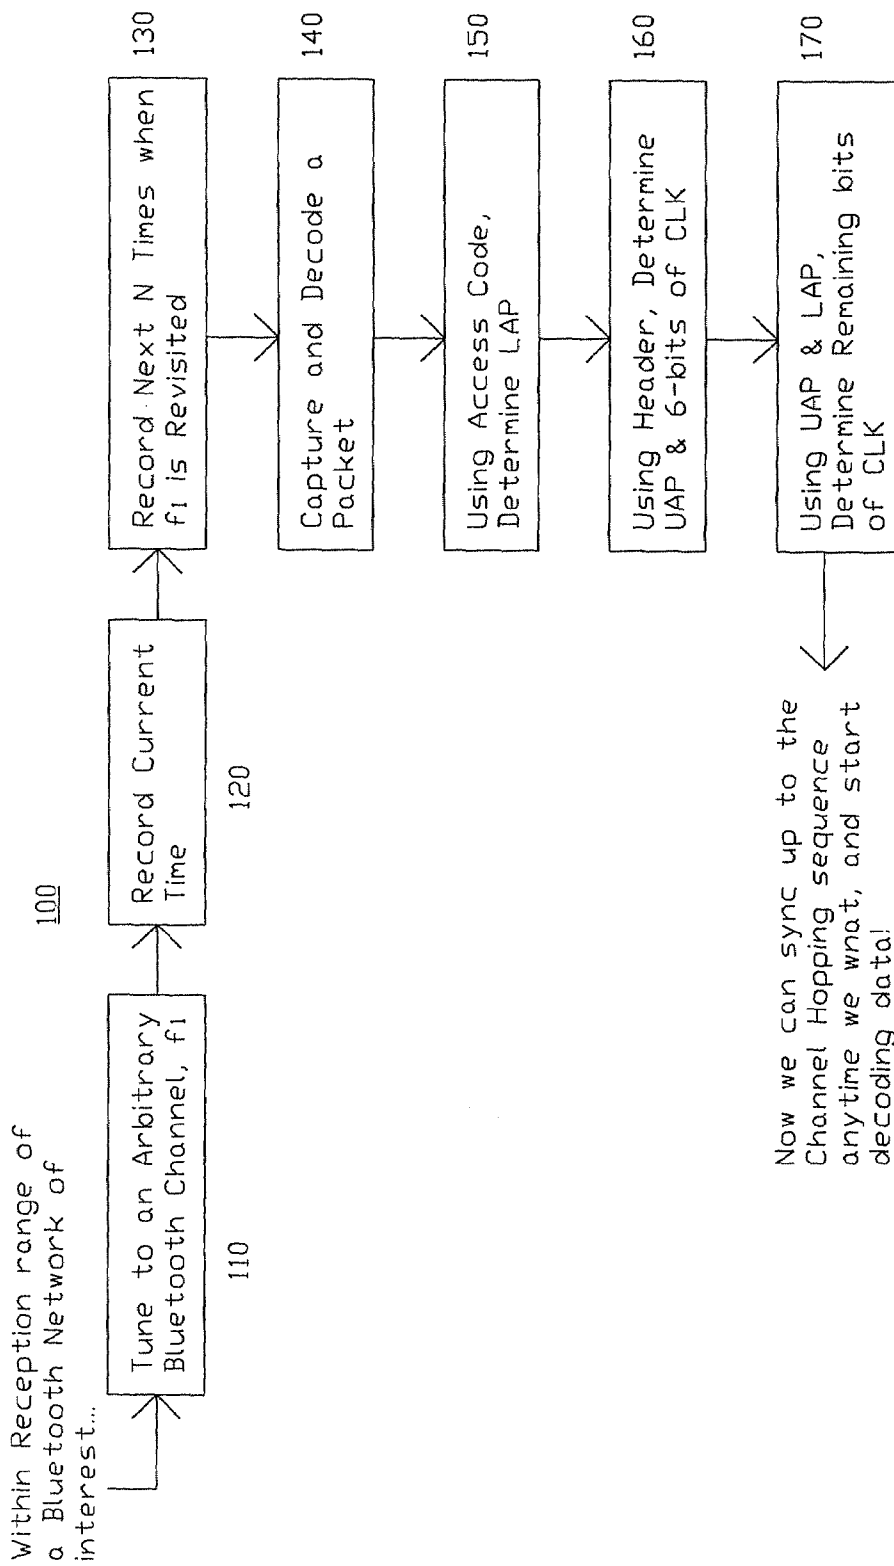 100
Within Reception range of
a Bluetooth Network of
interest...
Tune to an Arbitrary
Bluetooth Channel, f1
110
Record Current
Time
120
Record Next N Times when
f1 is Revisited
130
Capture and Decode a
Packet
140
Using Access Code,
Determine LAP
150
Using Header, Determine
UAP & 6-bits of CLK
160
Using UAP & LAP,
Determine Remaining bits
of CLK
170
Now we can sync up to the
Channel Hopping sequence
anytime we wnat, and start
decoding data!